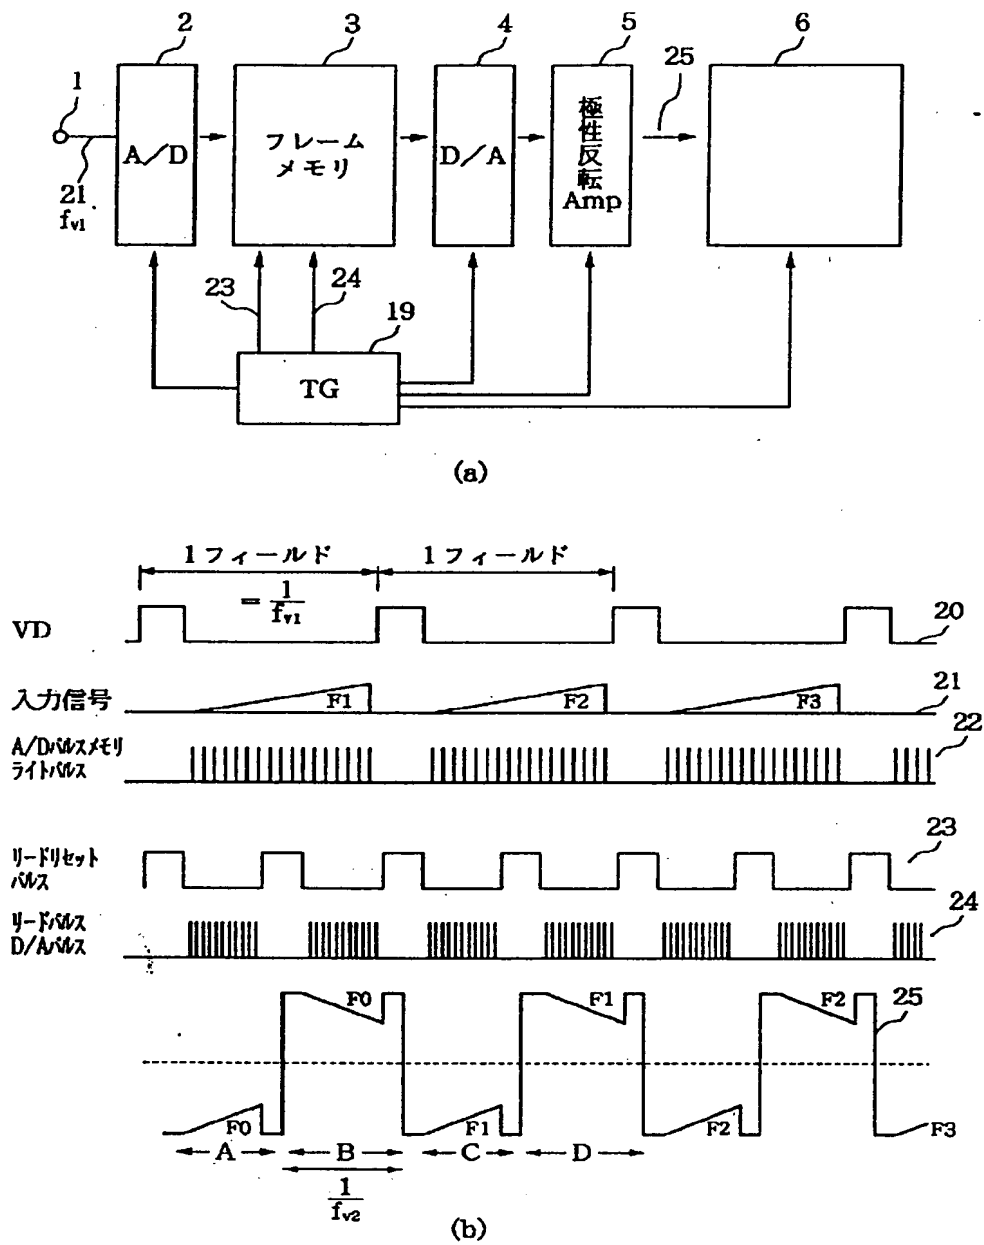 2
3
4
5
6
25
1
A/D
フレーム
メモリ
D/A
極性反転
Amp
21
fv1
23
24
19
TG
(a)
1フィールド
1フィールド
= 1/fv1
VD
20
入力信号
F1
F2
F3
21
A/Dパルスメモリ
ライトパルス
22
リードリセット
パルス
23
リードパルス
D/Aパルス
24
F0
F1
F2
25
F0
F1
F2
F3
A
B
C
D
1/fv2
(b)